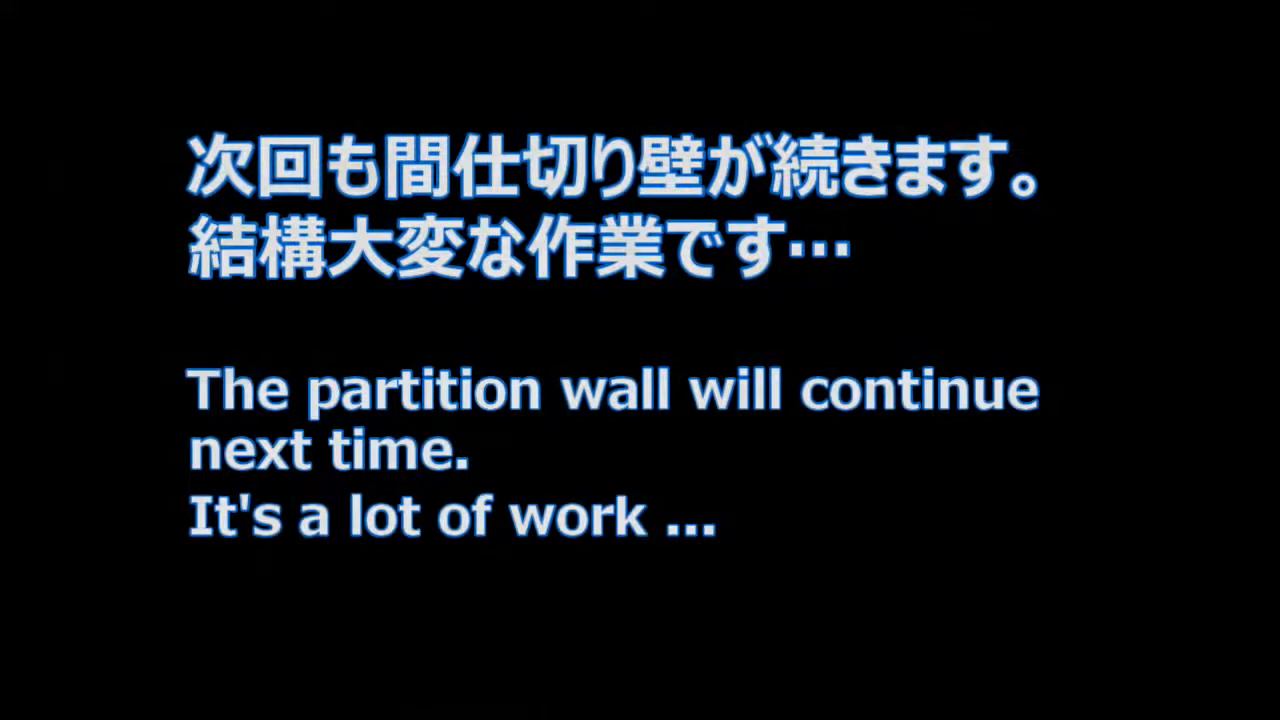 次回も間仕切り壁が続きます。
結構大変な作業です…
The partition wall will continue
next time.
It's a lot of work ...